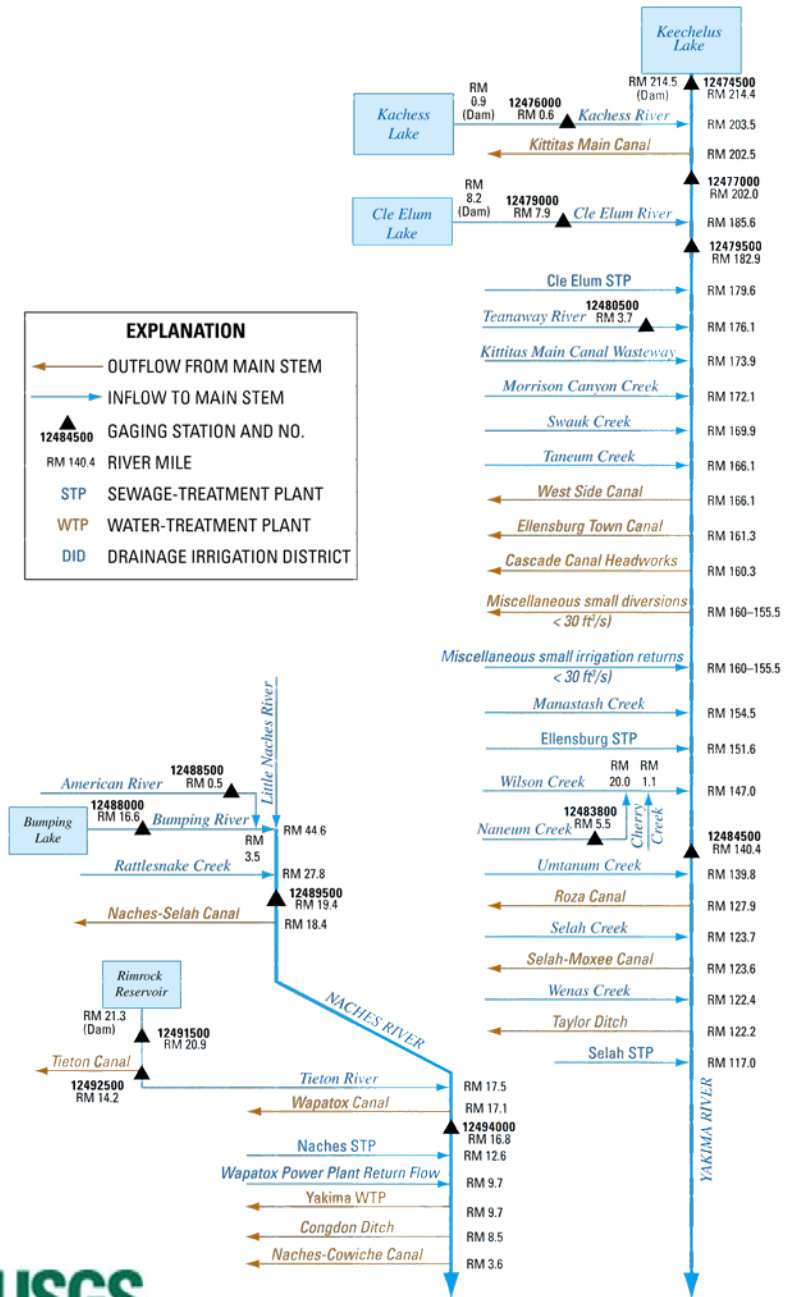 Keechelus
Lake
RM 214.5
(Dam)
12474500
RM 214.4
Kachess
Lake
RM
0.9
(Dam)
12476000
RM 0.6
Kachess River
RM 203.5
Kittitas Main Canal
RM 202.5
12477000
RM 202.0
Cle Elum
Lake
RM
8.2
(Dam)
12479000
RM 7.9
Cle Elum River
RM 185.6
12479500
RM 182.9
Cle Elum STP
RM 179.6
Teanaway River
12480500
RM 3.7
RM 176.1
Kittitas Main Canal Wasteway
RM 173.9
Morrison Canyon Creek
RM 172.1
Swauk Creek
RM 169.9
Taneum Creek
RM 166.1
West Side Canal
RM 166.1
Ellensburg Town Canal
RM 161.3
Cascade Canal Headworks
RM 160.3
Miscellaneous small diversions
< 30 ft³/s)
RM 160–155.5
Miscellaneous small irrigation returns
< 30 ft³/s)
RM 160–155.5
Manastash Creek
RM 154.5
Ellensburg STP
RM 151.6
Wilson Creek
RM
20.0
RM
1.1
RM 147.0
Naneum Creek
12483800
RM 5.5
Cherry
Creek
12484500
RM 140.4
Umtanum Creek
RM 139.8
Roza Canal
RM 127.9
Selah Creek
RM 123.7
Selah-Moxee Canal
RM 123.6
Wenas Creek
RM 122.4
Taylor Ditch
RM 122.2
Selah STP
RM 117.0
YAKIMA RIVER
EXPLANATION
OUTFLOW FROM MAIN STEM
INFLOW TO MAIN STEM
12484500
GAGING STATION AND NO.
RM 140.4 RIVER MILE
STP SEWAGE-TREATMENT PLANT
WTP WATER-TREATMENT PLANT
DID DRAINAGE IRRIGATION DISTRICT
Little Naches River
American River
12488500
RM 0.5
Bumping
Lake
12488000
RM 16.6
Bumping River
RM
3.5
RM 44.6
Rattlesnake Creek
RM 27.8
12489500
RM 19.4
Naches-Selah Canal
RM 18.4
NACHES RIVER
Rimrock
Reservoir
RM 21.3
(Dam)
12491500
RM 20.9
Tieton Canal
12492500
RM 14.2
Tieton River
RM 17.5
Wapatox Canal
RM 17.1
12494000
RM 16.8
Naches STP
RM 12.6
Wapatox Power Plant Return Flow
RM 9.7
Yakima WTP
RM 9.7
Congdon Ditch
RM 8.5
Naches-Cowiche Canal
RM 3.6
USGS